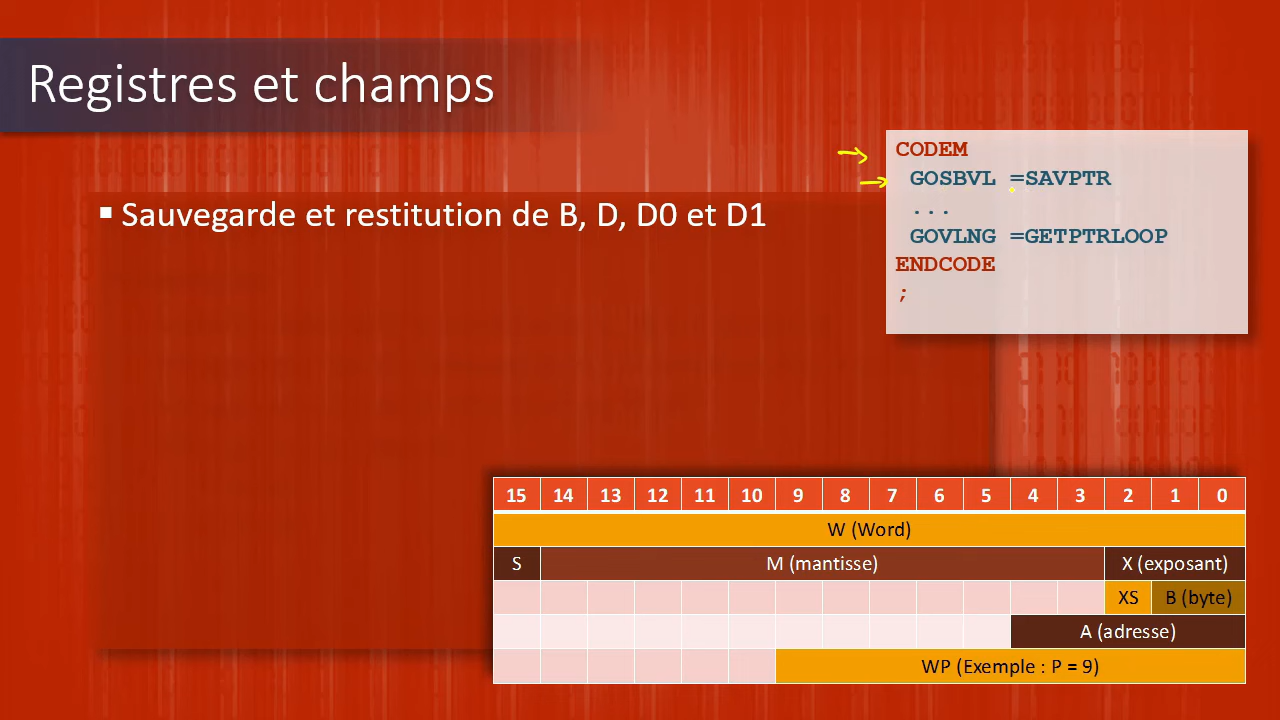 Registres et champs
Sauvegarde et restitution de B, D, D0 et D1
CODEM
GOSBVL =SAVPTR
...
GOVLNG =GETPTRLOOP
ENDCODE
;
15 14 13 12 11 10 9 8 7 6 5 4 3 2 1 0
W (Word)
S M (mantisse) X (exposant)
XS B (byte)
A (adresse)
WP (Exemple : P = 9)